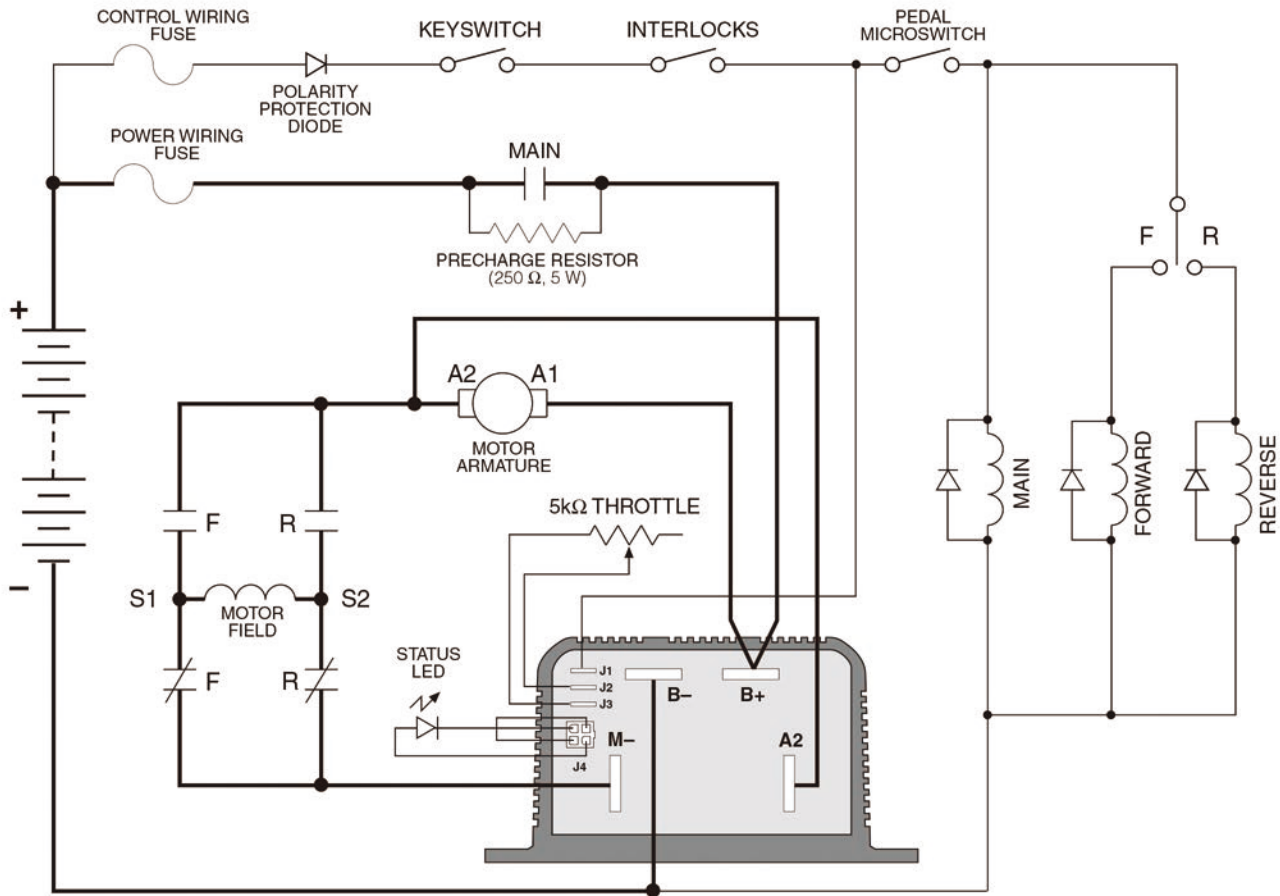 CONTROL WIRING
FUSE
KEYSWITCH
INTERLOCKS
PEDAL
MICROSWITCH
POLARITY
PROTECTION
DIODE
POWER WIRING
FUSE
MAIN
PRECHARGE RESISTOR
(250 Ω, 5 W)
F
R
+
A2
A1
MOTOR
ARMATURE
MAIN
FORWARD
REVERSE
5kΩ THROTTLE
F
R
–
S1
MOTOR
FIELD
S2
F
R
STATUS
LED
J1
J2
J3
B–
B+
M–
A2
J4